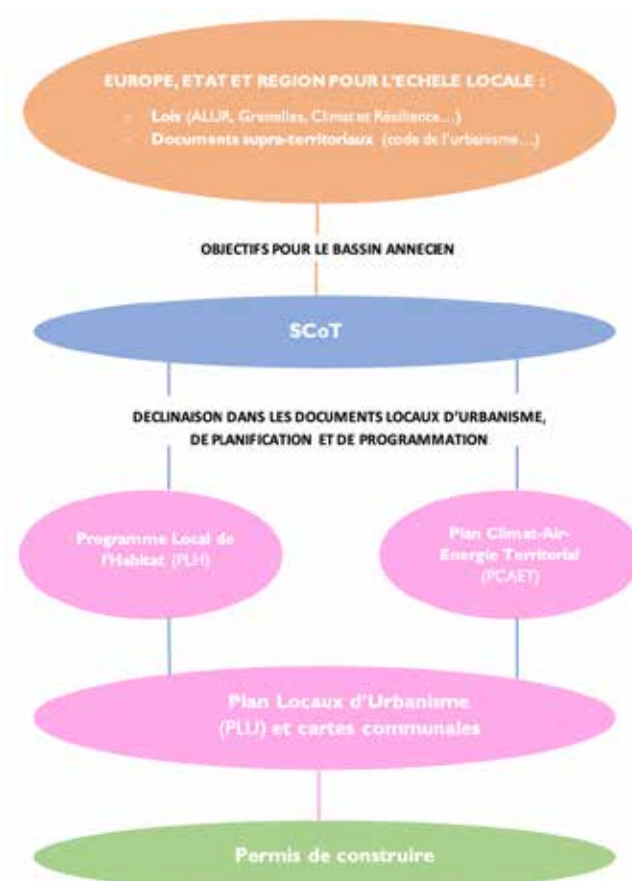 EUROPE, ETAT ET REGION POUR L'ECHELE LOCALE :
- Lois (ALUR, Grenelles, Climat et Résilience…)
- Documents supra-territoriaux (code de l'urbanisme…)
OBJECTIFS POUR LE BASSIN ANNECIEN
SCoT
DECLINAISON DANS LES DOCUMENTS LOCAUX D'URBANISME,
DE PLANIFICATION ET DE PROGRAMMATION
Programme Local de
l'Habitat (PLH)
Plan Climat-Air-
Energie Territorial
(PCAET)
Plan Locaux d'Urbanisme
(PLU) et cartes communales
Permis de construire